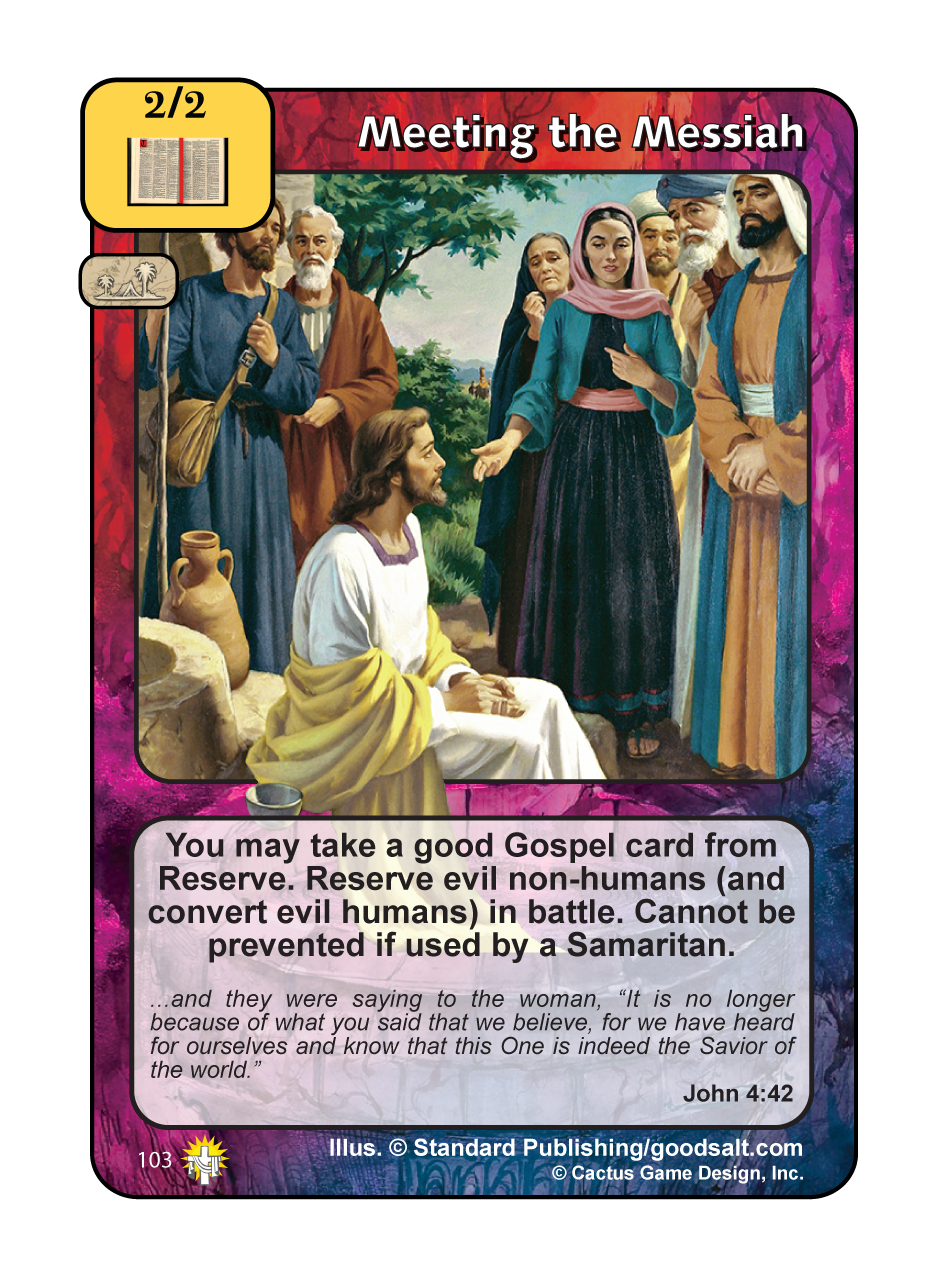 2/2
Meeting the Messiah
You may take a good Gospel card from
Reserve. Reserve evil non-humans (and
convert evil humans) in battle. Cannot be
prevented if used by a Samaritan.
...and they were saying to the woman, “It is no longer
because of what you said that we believe, for we have heard
for ourselves and know that this One is indeed the Savior of
the world.”
John 4:42
103
Illus. © Standard Publishing/goodsalt.com
© Cactus Game Design, Inc.